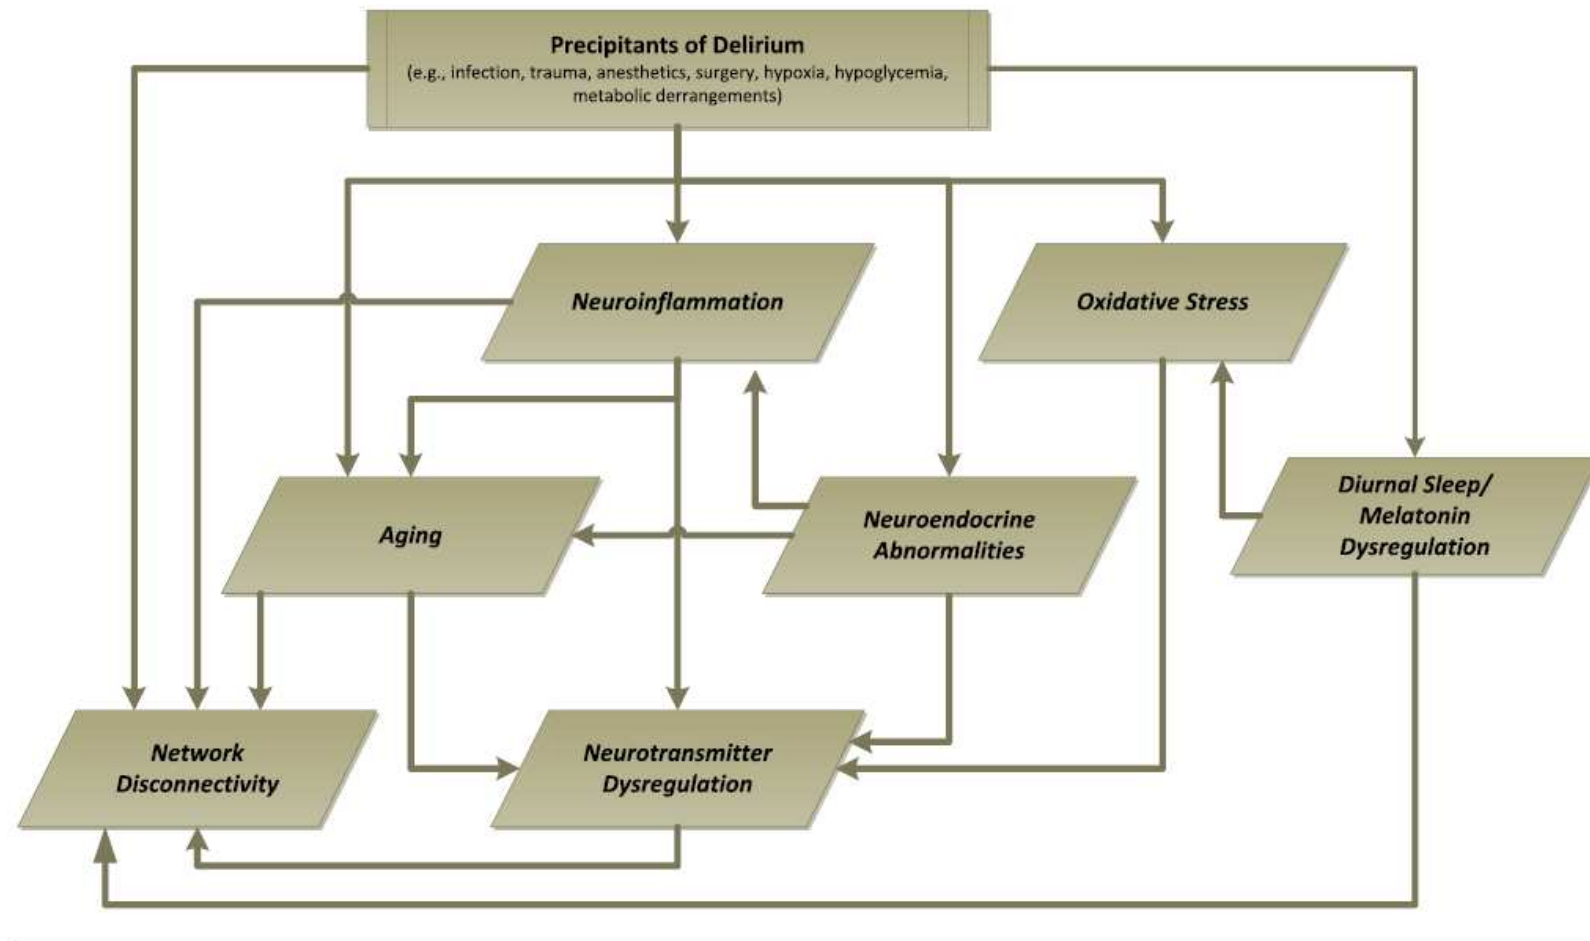 Precipitants of Delirium
(e.g., infection, trauma, anesthetics, surgery, hypoxia, hypoglycemia,
metabolic derrangements)
Neuroinflammation
Oxidative Stress
Aging
Neuroendocrine
Abnormalities
Diurnal Sleep/
Melatonin
Dysregulation
Network
Disconnectivity
Neurotransmitter
Dysregulation